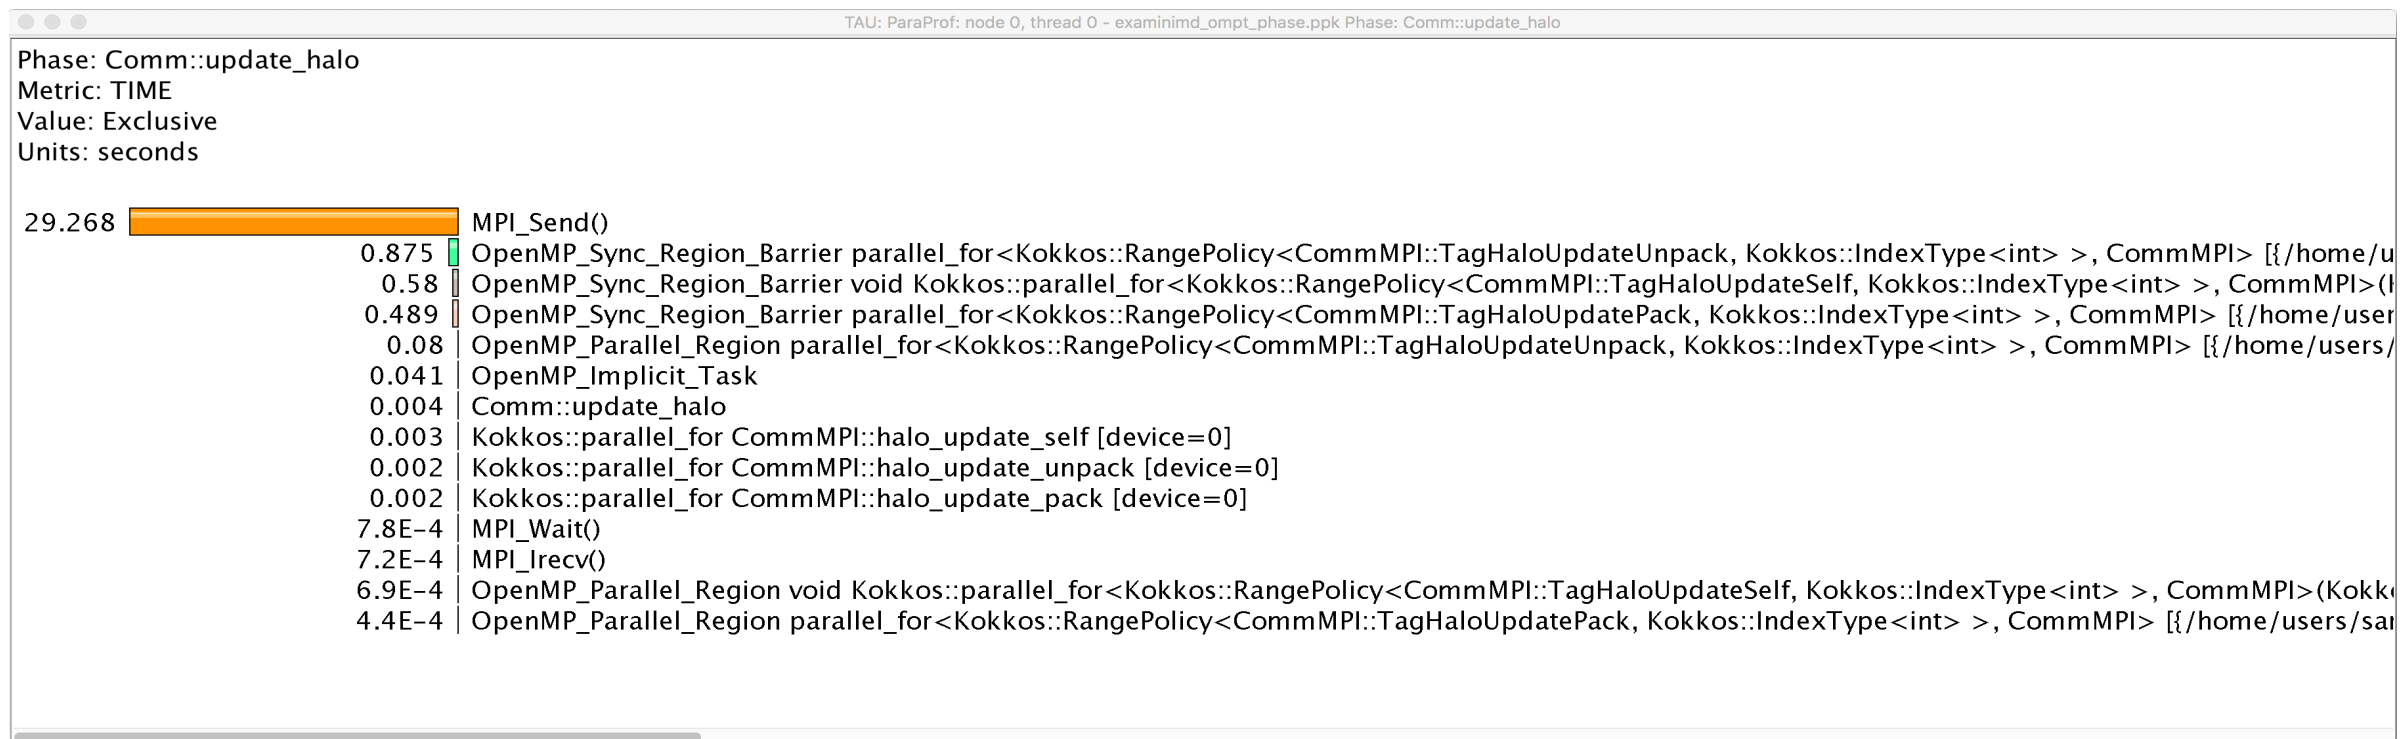 TAU: ParaProf: node 0, thread 0 - examinimd_ompt_phase.ppk Phase: Comm::update_halo
Phase: Comm::update_halo
Metric: TIME
Value: Exclusive
Units: seconds
29.268 MPI_Send()
0.875 OpenMP_Sync_Region_Barrier parallel_for<Kokkos::RangePolicy<CommMPI::TagHaloUpdateUnpack, Kokkos::IndexType<int> >, CommMPI> [{/home/u
0.58 OpenMP_Sync_Region_Barrier void Kokkos::parallel_for<Kokkos::RangePolicy<CommMPI::TagHaloUpdateSelf, Kokkos::IndexType<int> >, CommMPI>(
0.489 OpenMP_Sync_Region_Barrier parallel_for<Kokkos::RangePolicy<CommMPI::TagHaloUpdatePack, Kokkos::IndexType<int> >, CommMPI> [{/home/user
0.08 OpenMP_Parallel_Region parallel_for<Kokkos::RangePolicy<CommMPI::TagHaloUpdateUnpack, Kokkos::IndexType<int> >, CommMPI> [{/home/users/
0.041 OpenMP_Implicit_Task
0.004 Comm::update_halo
0.003 Kokkos::parallel_for CommMPI::halo_update_self [device=0]
0.002 Kokkos::parallel_for CommMPI::halo_update_unpack [device=0]
0.002 Kokkos::parallel_for CommMPI::halo_update_pack [device=0]
7.8E-4 MPI_Wait()
7.2E-4 MPI_Irecv()
6.9E-4 OpenMP_Parallel_Region void Kokkos::parallel_for<Kokkos::RangePolicy<CommMPI::TagHaloUpdateSelf, Kokkos::IndexType<int> >, CommMPI>(Kokk
4.4E-4 OpenMP_Parallel_Region parallel_for<Kokkos::RangePolicy<CommMPI::TagHaloUpdatePack, Kokkos::IndexType<int> >, CommMPI> [{/home/users/sa